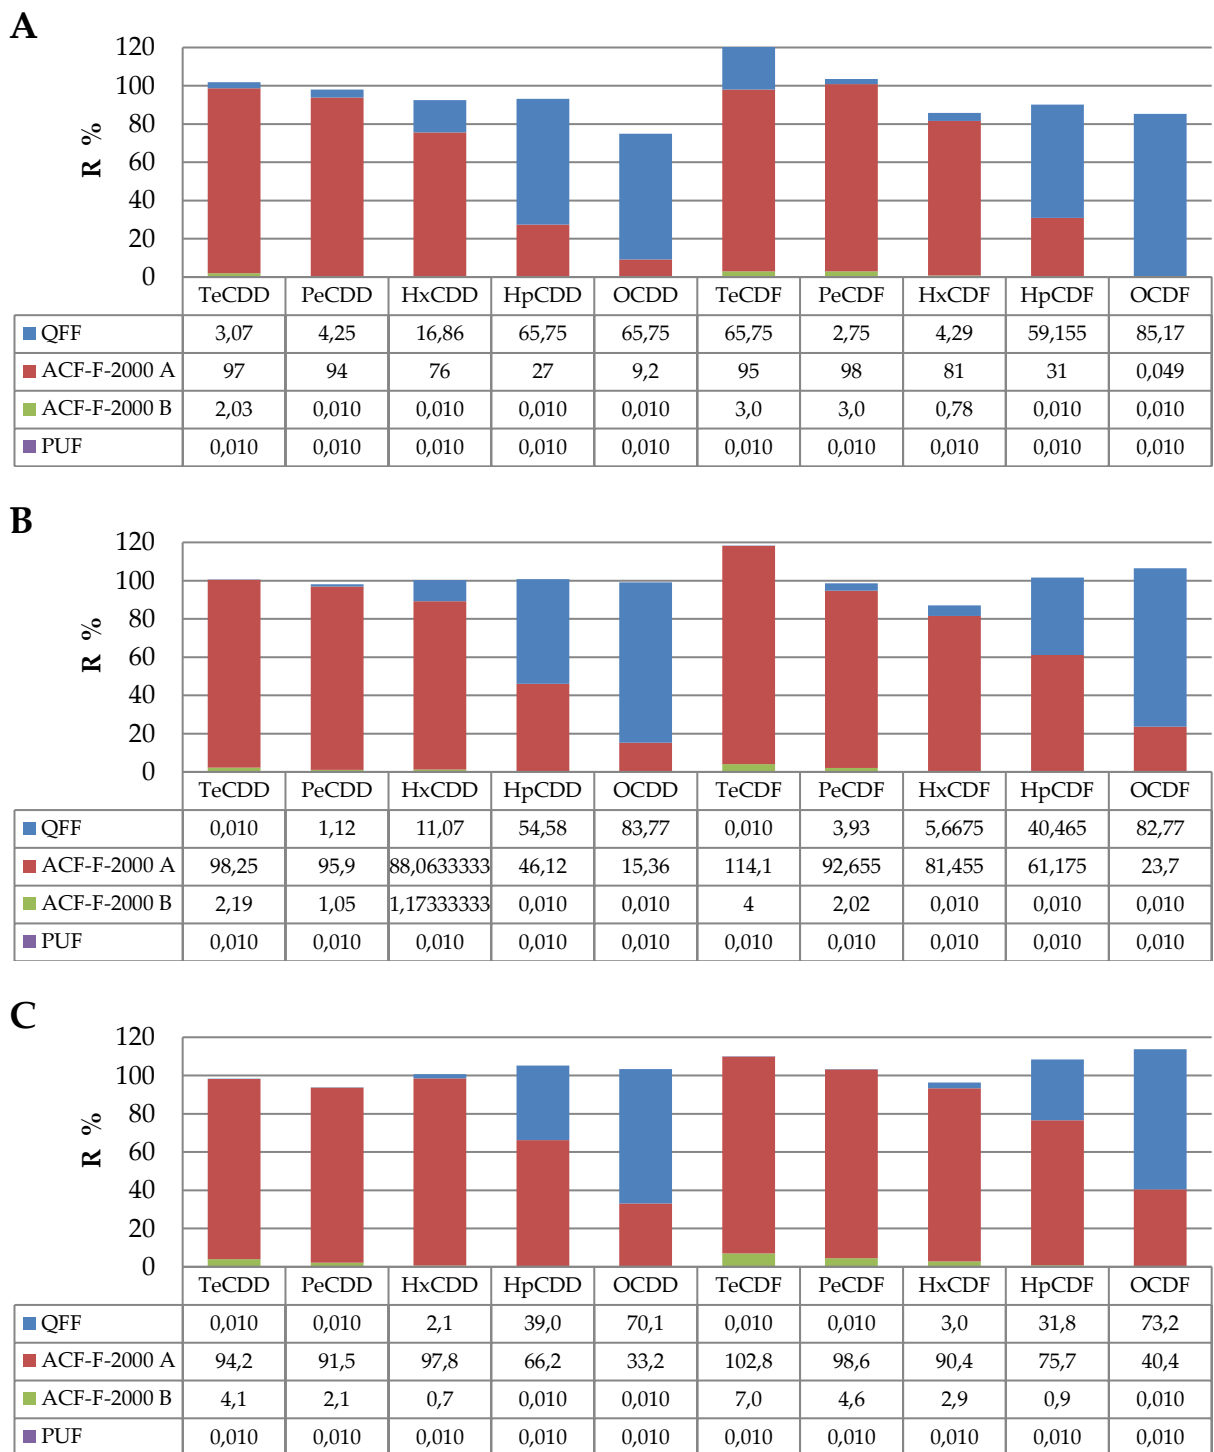 A
120
100
80
60
40
20
0
R %
TeCDD PeCDD HxCDD HpCDD OCDD TeCDF PeCDF HxCDF HpCDF OCDF
QFF 3,07 4,25 16,86 65,75 65,75 65,75 2,75 4,29 59,155 85,17
ACF-F-2000 A 97 94 76 27 9,2 95 98 81 31 0,049
ACF-F-2000 B 2,03 0,010 0,010 0,010 0,010 3,0 3,0 0,78 0,010 0,010
PUF 0,010 0,010 0,010 0,010 0,010 0,010 0,010 0,010 0,010 0,010
B
120
100
80
60
40
20
0
R %
TeCDD PeCDD HxCDD HpCDD OCDD TeCDF PeCDF HxCDF HpCDF OCDF
QFF 0,010 1,12 11,07 54,58 83,77 0,010 3,93 5,6675 40,465 82,77
ACF-F-2000 A 98,25 95,9 88,0633333 46,12 15,36 114,1 92,655 81,455 61,175 23,7
ACF-F-2000 B 2,19 1,05 1,17333333 0,010 0,010 4 2,02 0,010 0,010 0,010
PUF 0,010 0,010 0,010 0,010 0,010 0,010 0,010 0,010 0,010 0,010
C
120
100
80
60
40
20
0
R %
TeCDD PeCDD HxCDD HpCDD OCDD TeCDF PeCDF HxCDF HpCDF OCDF
QFF 0,010 0,010 2,1 39,0 70,1 0,010 0,010 3,0 31,8 73,2
ACF-F-2000 A 94,2 91,5 97,8 66,2 33,2 102,8 98,6 90,4 75,7 40,4
ACF-F-2000 B 4,1 2,1 0,7 0,010 0,010 7,0 4,6 2,9 0,9 0,010
PUF 0,010 0,010 0,010 0,010 0,010 0,010 0,010 0,010 0,010 0,010